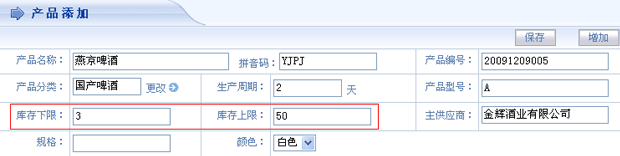 产品添加
保存 增加
产品名称： 燕京啤酒 拼音码： YJPJ 产品编号： 20091209005
产品分类： 国产啤酒 更改 生产周期： 2 天 产品型号： A
库存下限： 3 库存上限： 50 主供应商： 金辉酒业有限公司
规格： 颜色： 白色